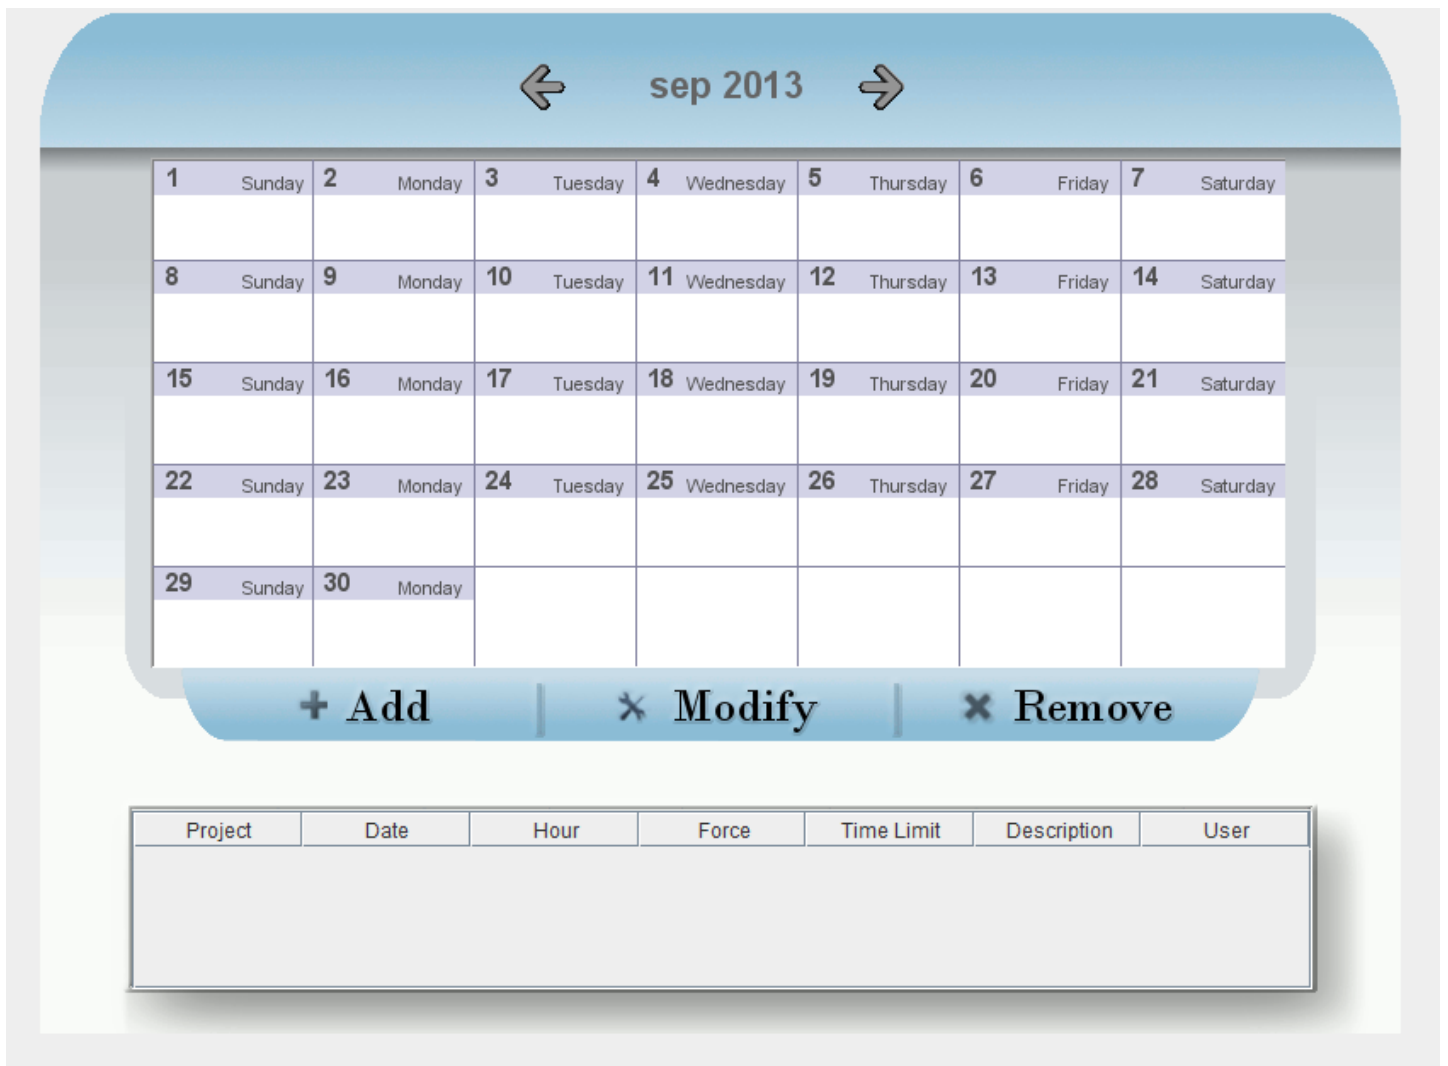 sep 2013
1 Sunday 2 Monday 3 Tuesday 4 Wednesday 5 Thursday 6 Friday 7 Saturday
8 Sunday 9 Monday 10 Tuesday 11 Wednesday 12 Thursday 13 Friday 14 Saturday
15 Sunday 16 Monday 17 Tuesday 18 Wednesday 19 Thursday 20 Friday 21 Saturday
22 Sunday 23 Monday 24 Tuesday 25 Wednesday 26 Thursday 27 Friday 28 Saturday
29 Sunday 30 Monday
Add Modify Remove
Project Date Hour Force Time Limit Description User